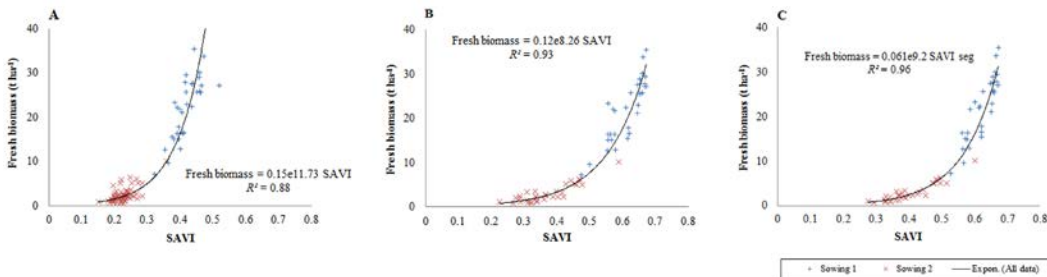 A
Fresh biomass (t ha-1)
40
30
20
10
0
Fresh biomass = 0.15e11.73 SAVI
R² = 0.88
0 0.1 0.2 0.3 0.4 0.5 0.6 0.7 0.8
SAVI
B
Fresh biomass (t ha-1)
40
30
20
10
0
Fresh biomass = 0.12e8.26 SAVI
R² = 0.93
0 0.1 0.2 0.3 0.4 0.5 0.6 0.7 0.8
SAVI
C
Fresh biomass (t ha-1)
40
30
20
10
0
Fresh biomass = 0.061e9.2 SAVI seg
R² = 0.96
0 0.1 0.2 0.3 0.4 0.5 0.6 0.7 0.8
SAVI
+ Sowing 1 × Sowing 2 — Expon. (All data)